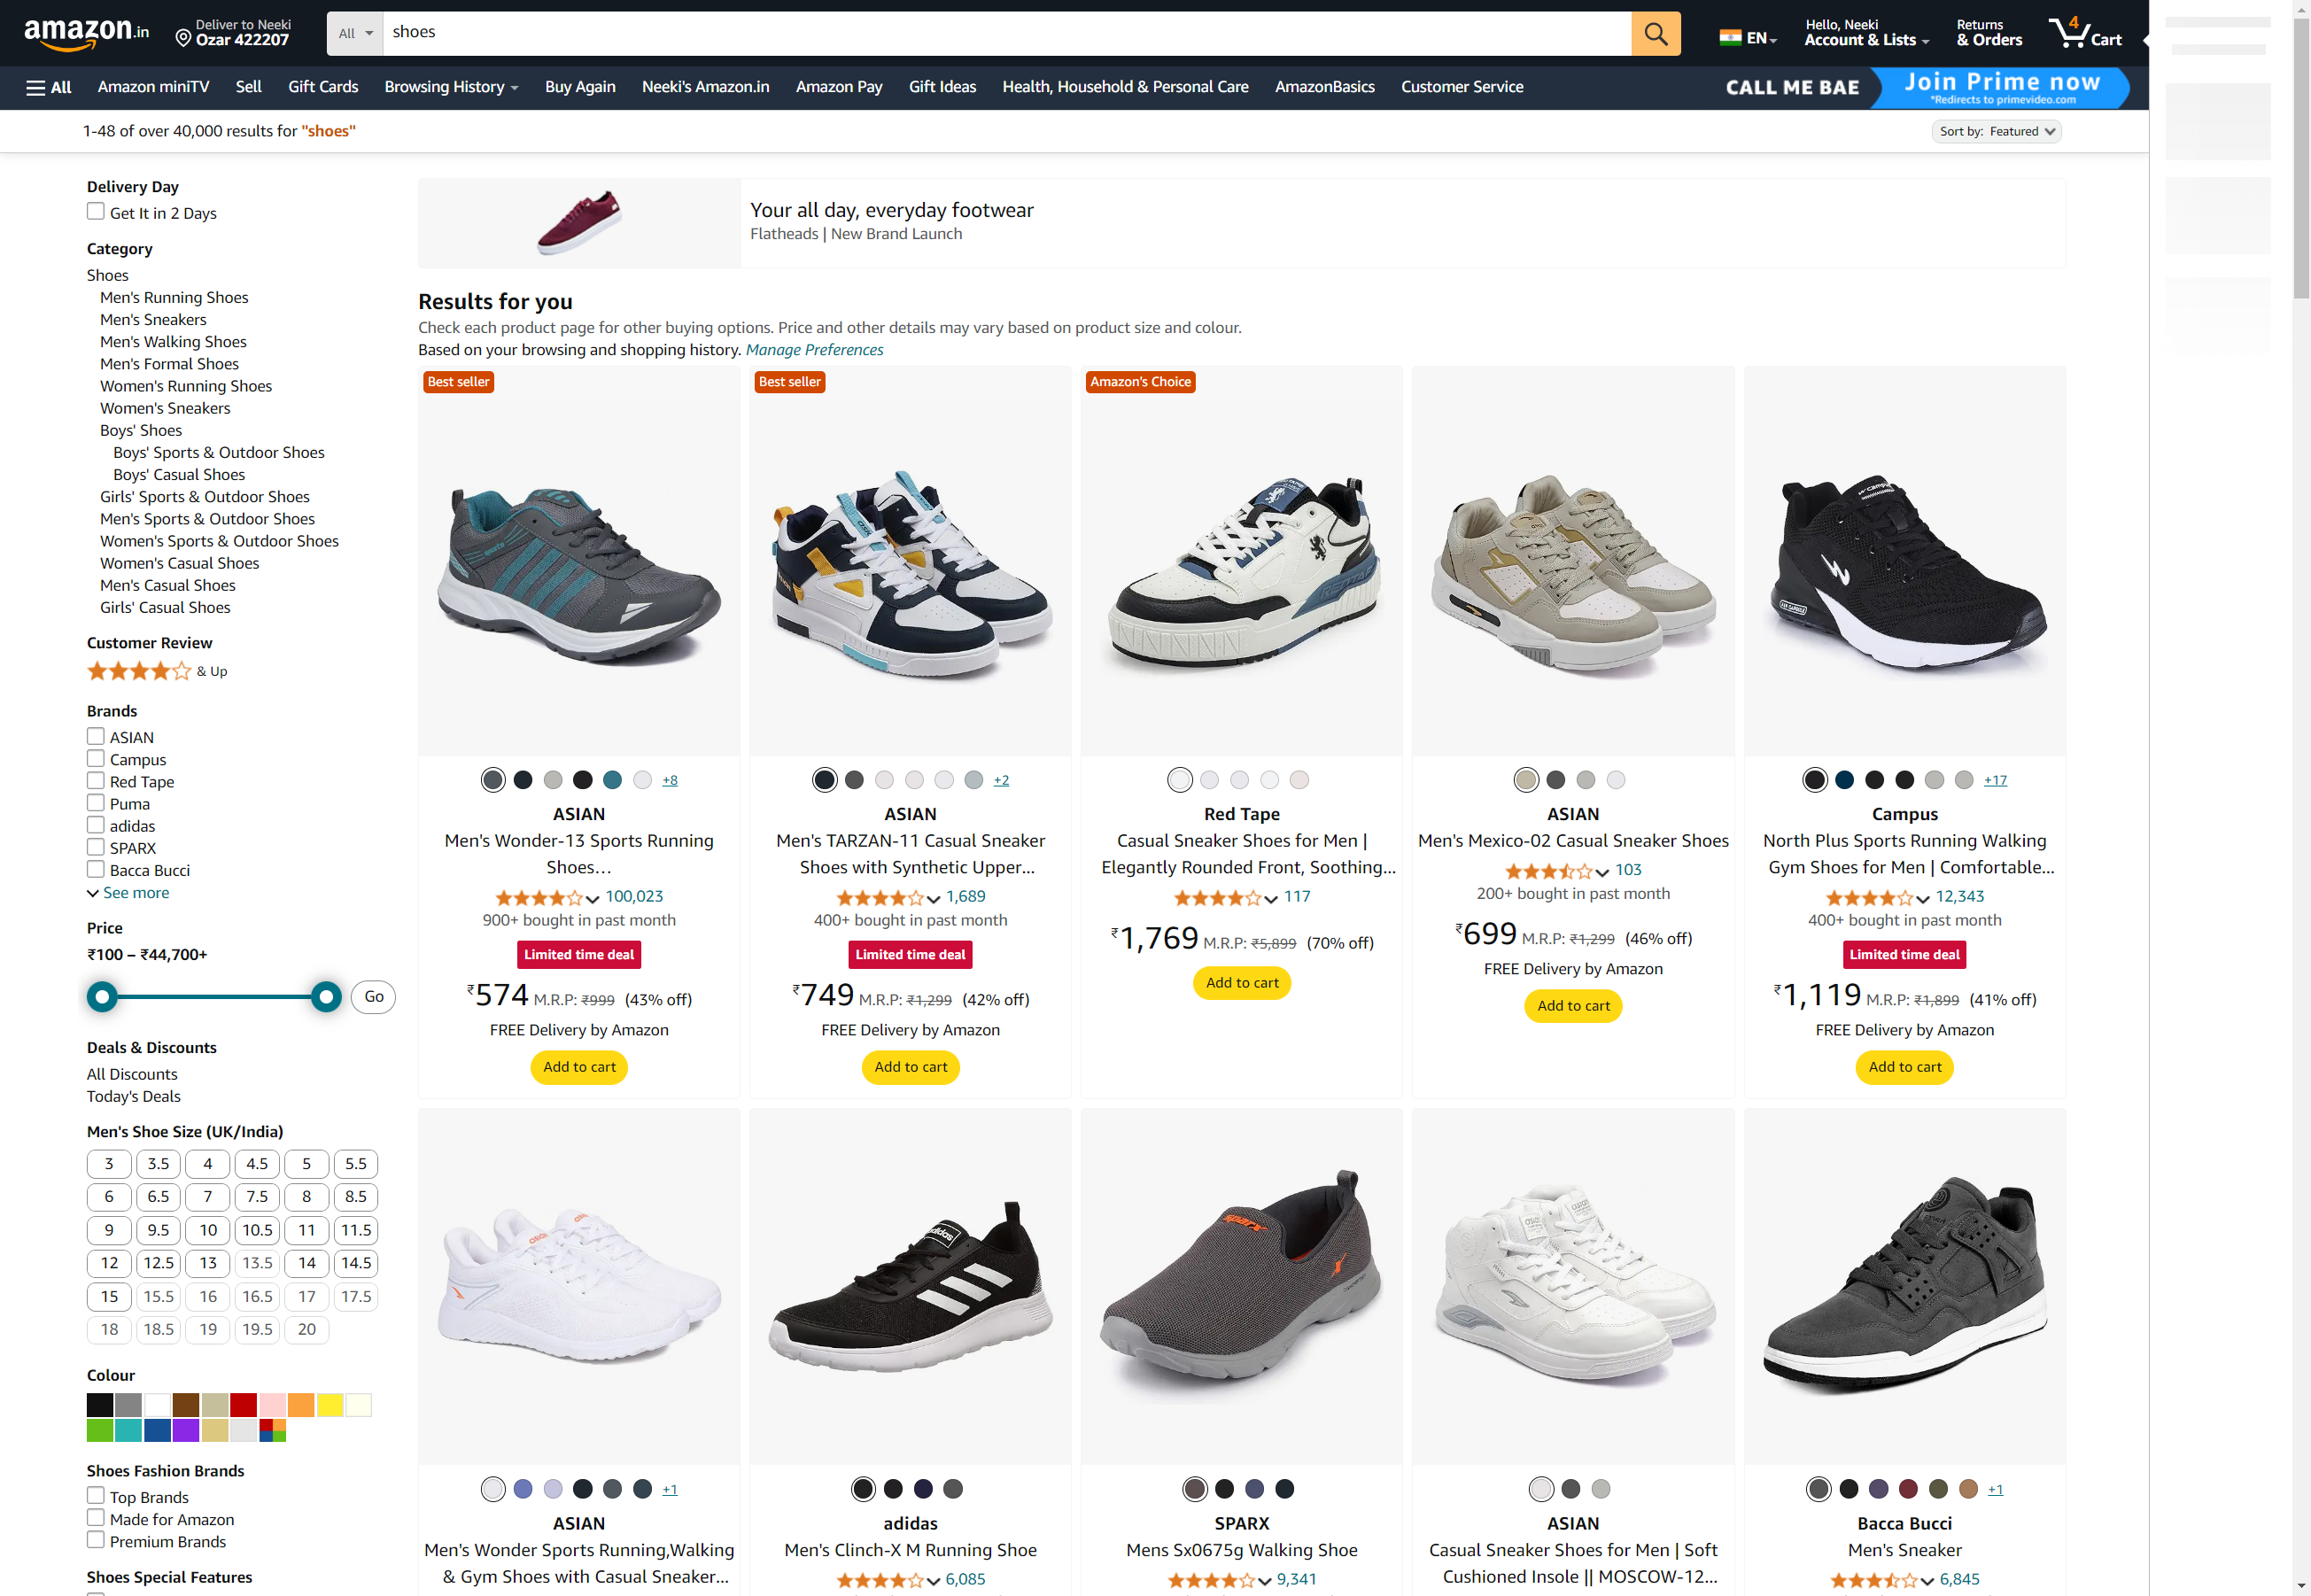 amazon.in
Deliver to Neeki
Ozar 422207
All
shoes
EN
Hello, Neeki
Account & Lists
Returns
& Orders
4
Cart
All
Amazon miniTV
Sell
Gift Cards
Browsing History
Buy Again
Neeki's Amazon.in
Amazon Pay
Gift Ideas
Health, Household & Personal Care
AmazonBasics
Customer Service
CALL ME BAE
Join Prime now
*Redirects to primevideo.com
1-48 of over 40,000 results for "shoes"
Sort by: Featured
Delivery Day
Get It in 2 Days
Category
Shoes
Men's Running Shoes
Men's Sneakers
Men's Walking Shoes
Men's Formal Shoes
Women's Running Shoes
Women's Sneakers
Boys' Shoes
Boys' Sports & Outdoor Shoes
Boys' Casual Shoes
Girls' Sports & Outdoor Shoes
Men's Sports & Outdoor Shoes
Women's Sports & Outdoor Shoes
Women's Casual Shoes
Men's Casual Shoes
Girls' Casual Shoes
Customer Review
& Up
Brands
ASIAN
Campus
Red Tape
Puma
adidas
SPARX
Bacca Bucci
See more
Price
₹100 – ₹44,700+
Go
Deals & Discounts
All Discounts
Today's Deals
Men's Shoe Size (UK/India)
3 3.5 4 4.5 5 5.5
6 6.5 7 7.5 8 8.5
9 9.5 10 10.5 11 11.5
12 12.5 13 13.5 14 14.5
15 15.5 16 16.5 17 17.5
18 18.5 19 19.5 20
Colour
Shoes Fashion Brands
Top Brands
Made for Amazon
Premium Brands
Shoes Special Features
Your all day, everyday footwear
Flatheads | New Brand Launch
Results for you
Check each product page for other buying options. Price and other details may vary based on product size and colour.
Based on your browsing and shopping history. Manage Preferences
Best seller
+8
ASIAN
Men's Wonder-13 Sports Running
Shoes…
100,023
900+ bought in past month
Limited time deal
₹574 M.R.P: ₹999 (43% off)
FREE Delivery by Amazon
Add to cart
Best seller
+2
ASIAN
Men's TARZAN-11 Casual Sneaker
Shoes with Synthetic Upper…
1,689
400+ bought in past month
Limited time deal
₹749 M.R.P: ₹1,299 (42% off)
FREE Delivery by Amazon
Add to cart
Amazon's Choice
Red Tape
Casual Sneaker Shoes for Men |
Elegantly Rounded Front, Soothing…
117
₹1,769 M.R.P: ₹5,899 (70% off)
Add to cart
ASIAN
Men's Mexico-02 Casual Sneaker Shoes
103
200+ bought in past month
₹699 M.R.P: ₹1,299 (46% off)
FREE Delivery by Amazon
Add to cart
campus
+17
Campus
North Plus Sports Running Walking
Gym Shoes for Men | Comfortable…
12,343
400+ bought in past month
Limited time deal
₹1,119 M.R.P: ₹1,899 (41% off)
FREE Delivery by Amazon
Add to cart
+1
ASIAN
Men's Wonder Sports Running,Walking
& Gym Shoes with Casual Sneaker…
adidas
adidas
Men's Clinch-X M Running Shoe
6,085
sparx
SPARX
Mens Sx0675g Walking Shoe
9,341
ASIAN
Casual Sneaker Shoes for Men | Soft
Cushioned Insole || MOSCOW-12…
+1
Bacca Bucci
Men's Sneaker
6,845